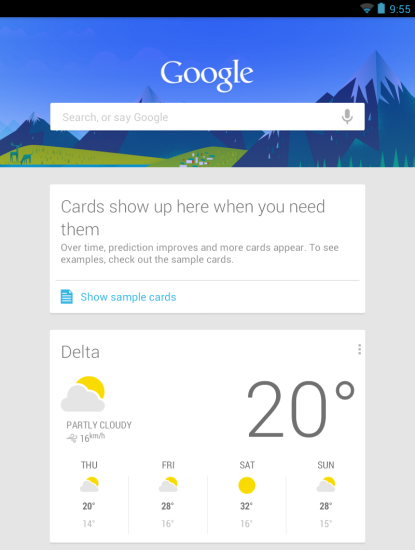 9:55
Google
Search, or say Google
Cards show up here when you need
them
Over time, prediction improves and more cards appear. To see
examples, check out the sample cards.
Show sample cards
Delta
20°
PARTLY CLOUDY
16km/h
THU FRI SAT SUN
20° 28° 32° 28°
14° 16° 16° 15°